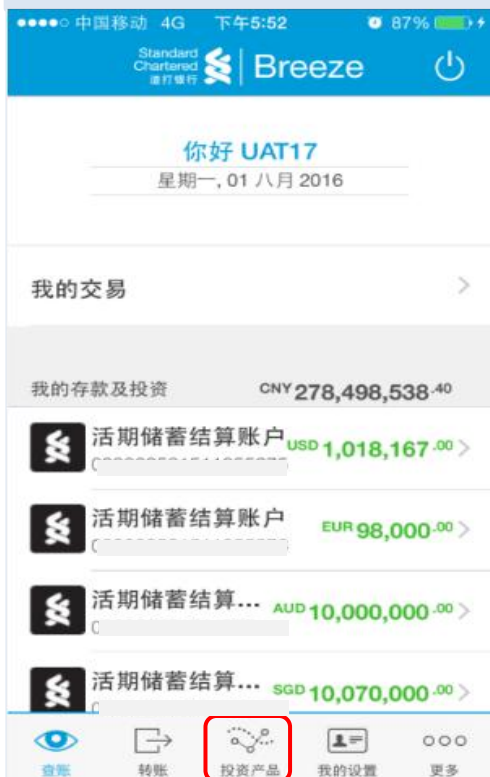 中国移动 4G 下午5:52 87%
Standard
Chartered
渣打银行
Breeze
你好 UAT17
星期一, 01 八月 2016
我的交易
我的存款及投资 CNY 278,498,538.40
活期储蓄结算账户 USD 1,018,167.00
活期储蓄结算账户 EUR 98,000.00
活期储蓄结算... AUD 10,000,000.00
活期储蓄结算... SGD 10,070,000.00
查账 转账 投资产品 我的设置 更多